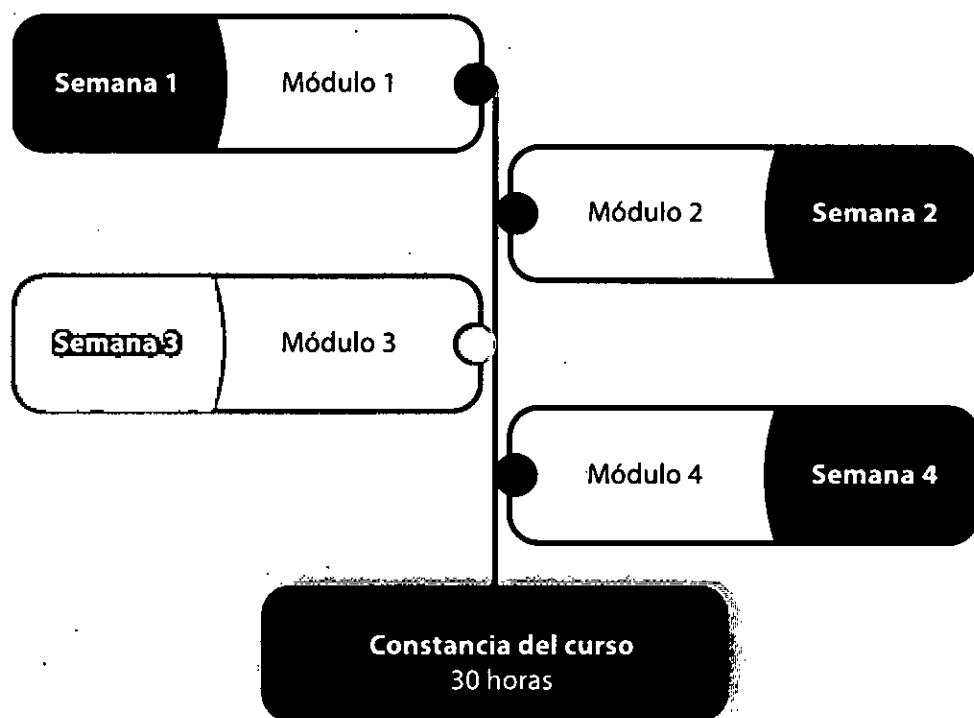 Semana 1
Módulo 1
Módulo 2
Semana 2
Semana 3
Módulo 3
Módulo 4
Semana 4
Constancia del curso
30 horas